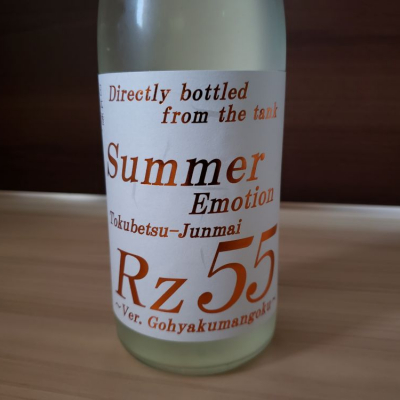 Directly bottled
from the tank
Summer
Emotion
Tokubetsu-Junmai
Rz55
~Ver. Gohyakumangoku~